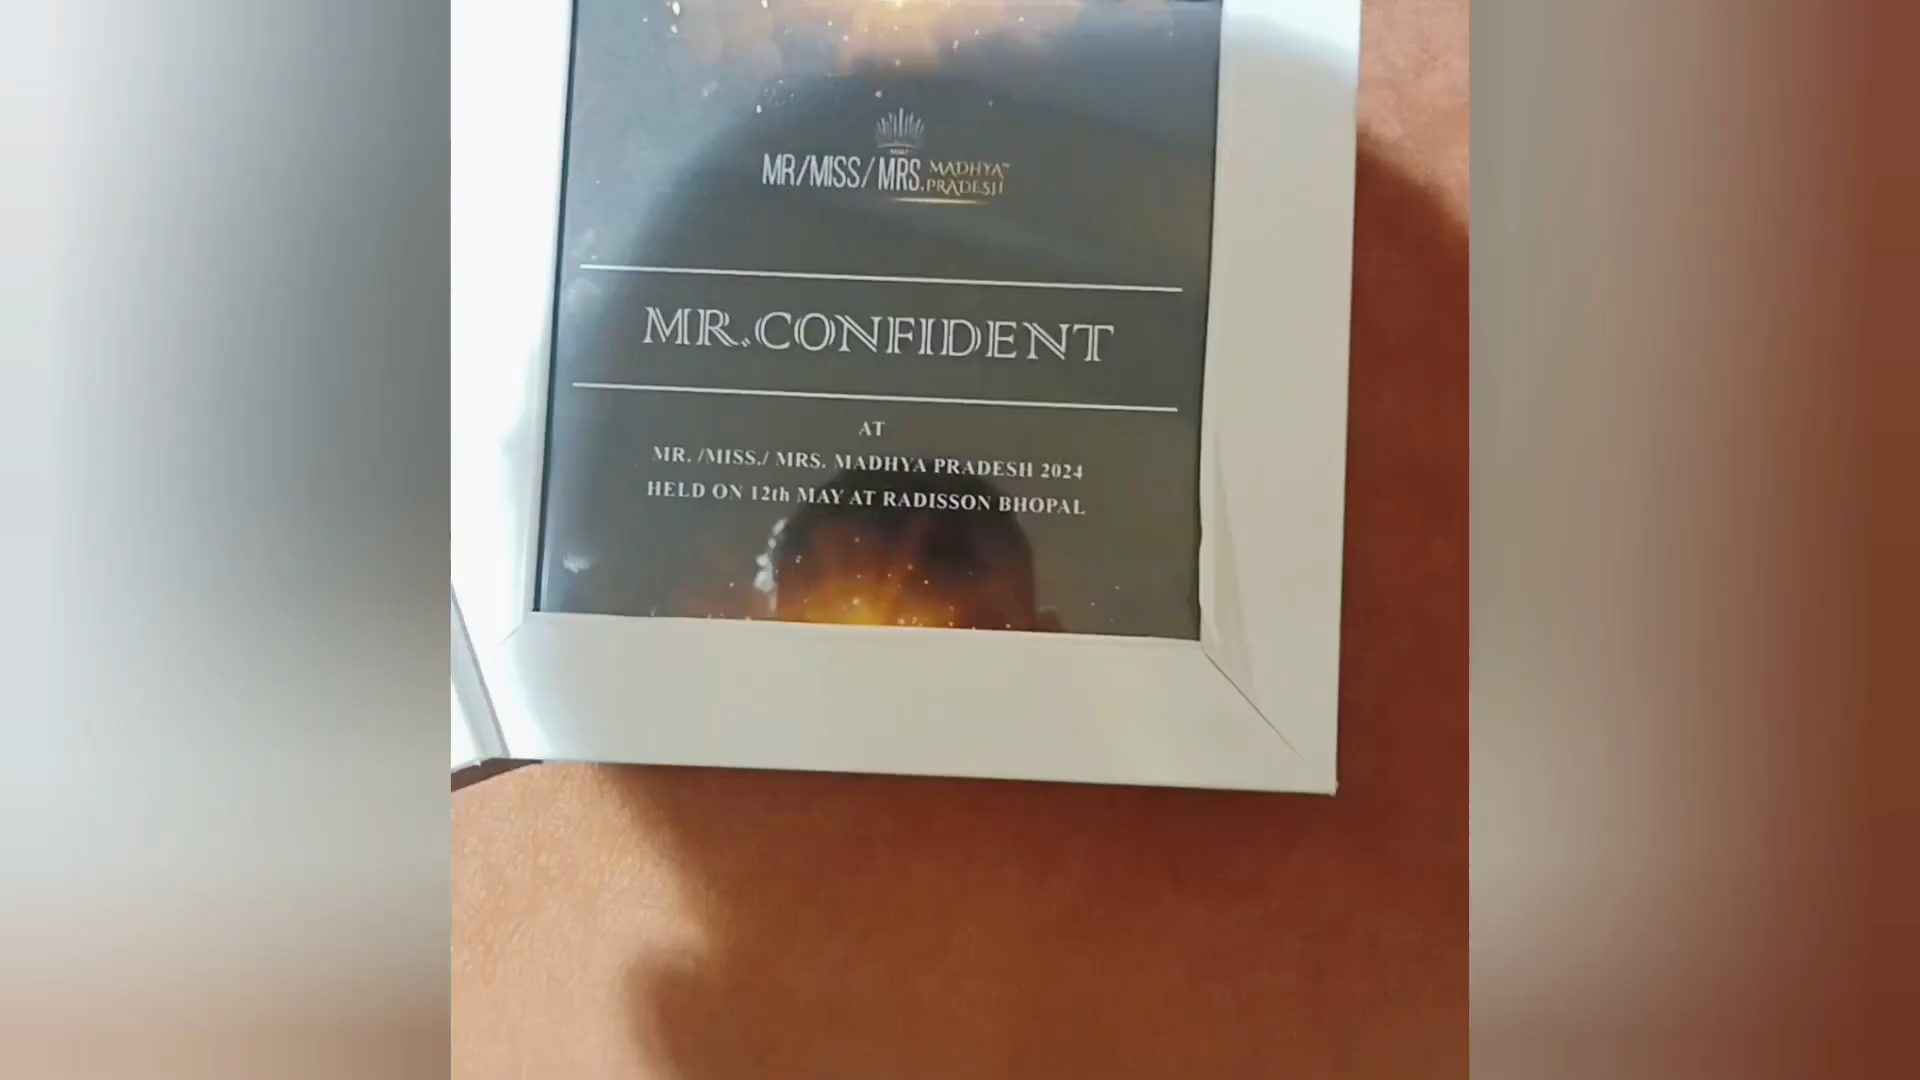 MR/MISS/MRS. MADHYA PRADESH
MR.CONFIDENT
AT
MR. /MISS./ MRS. MADHYA PRADESH 2024
HELD ON 12th MAY AT RADISSON BHOPAL